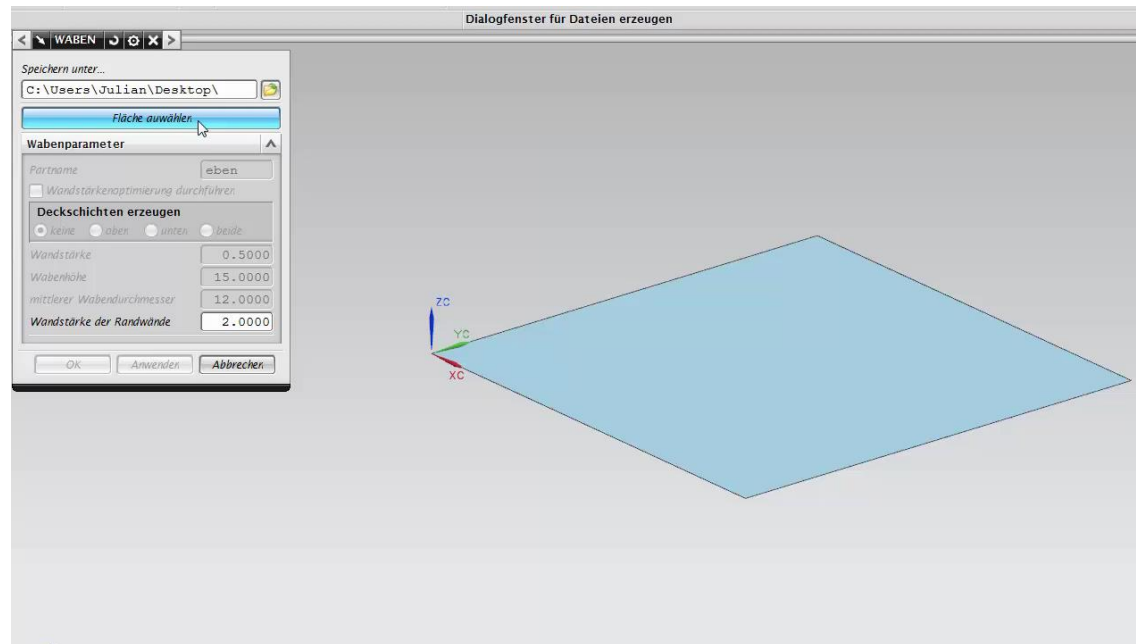 Dialogfenster für Dateien erzeugen
WABEN
Speichern unter...
C:\Users\Julian\Desktop\
Fläche auwählen
Wabenparameter
Partname eben
Wandstärkenoptimierung durchführen
Deckschichten erzeugen
keine oben unten beide
Wandstärke 0.5000
Wabenhöhe 15.0000
mittlerer Wabendurchmesser 12.0000
Wandstärke der Randwände 2.0000
OK Anwenden Abbrechen
ZC
YC
XC